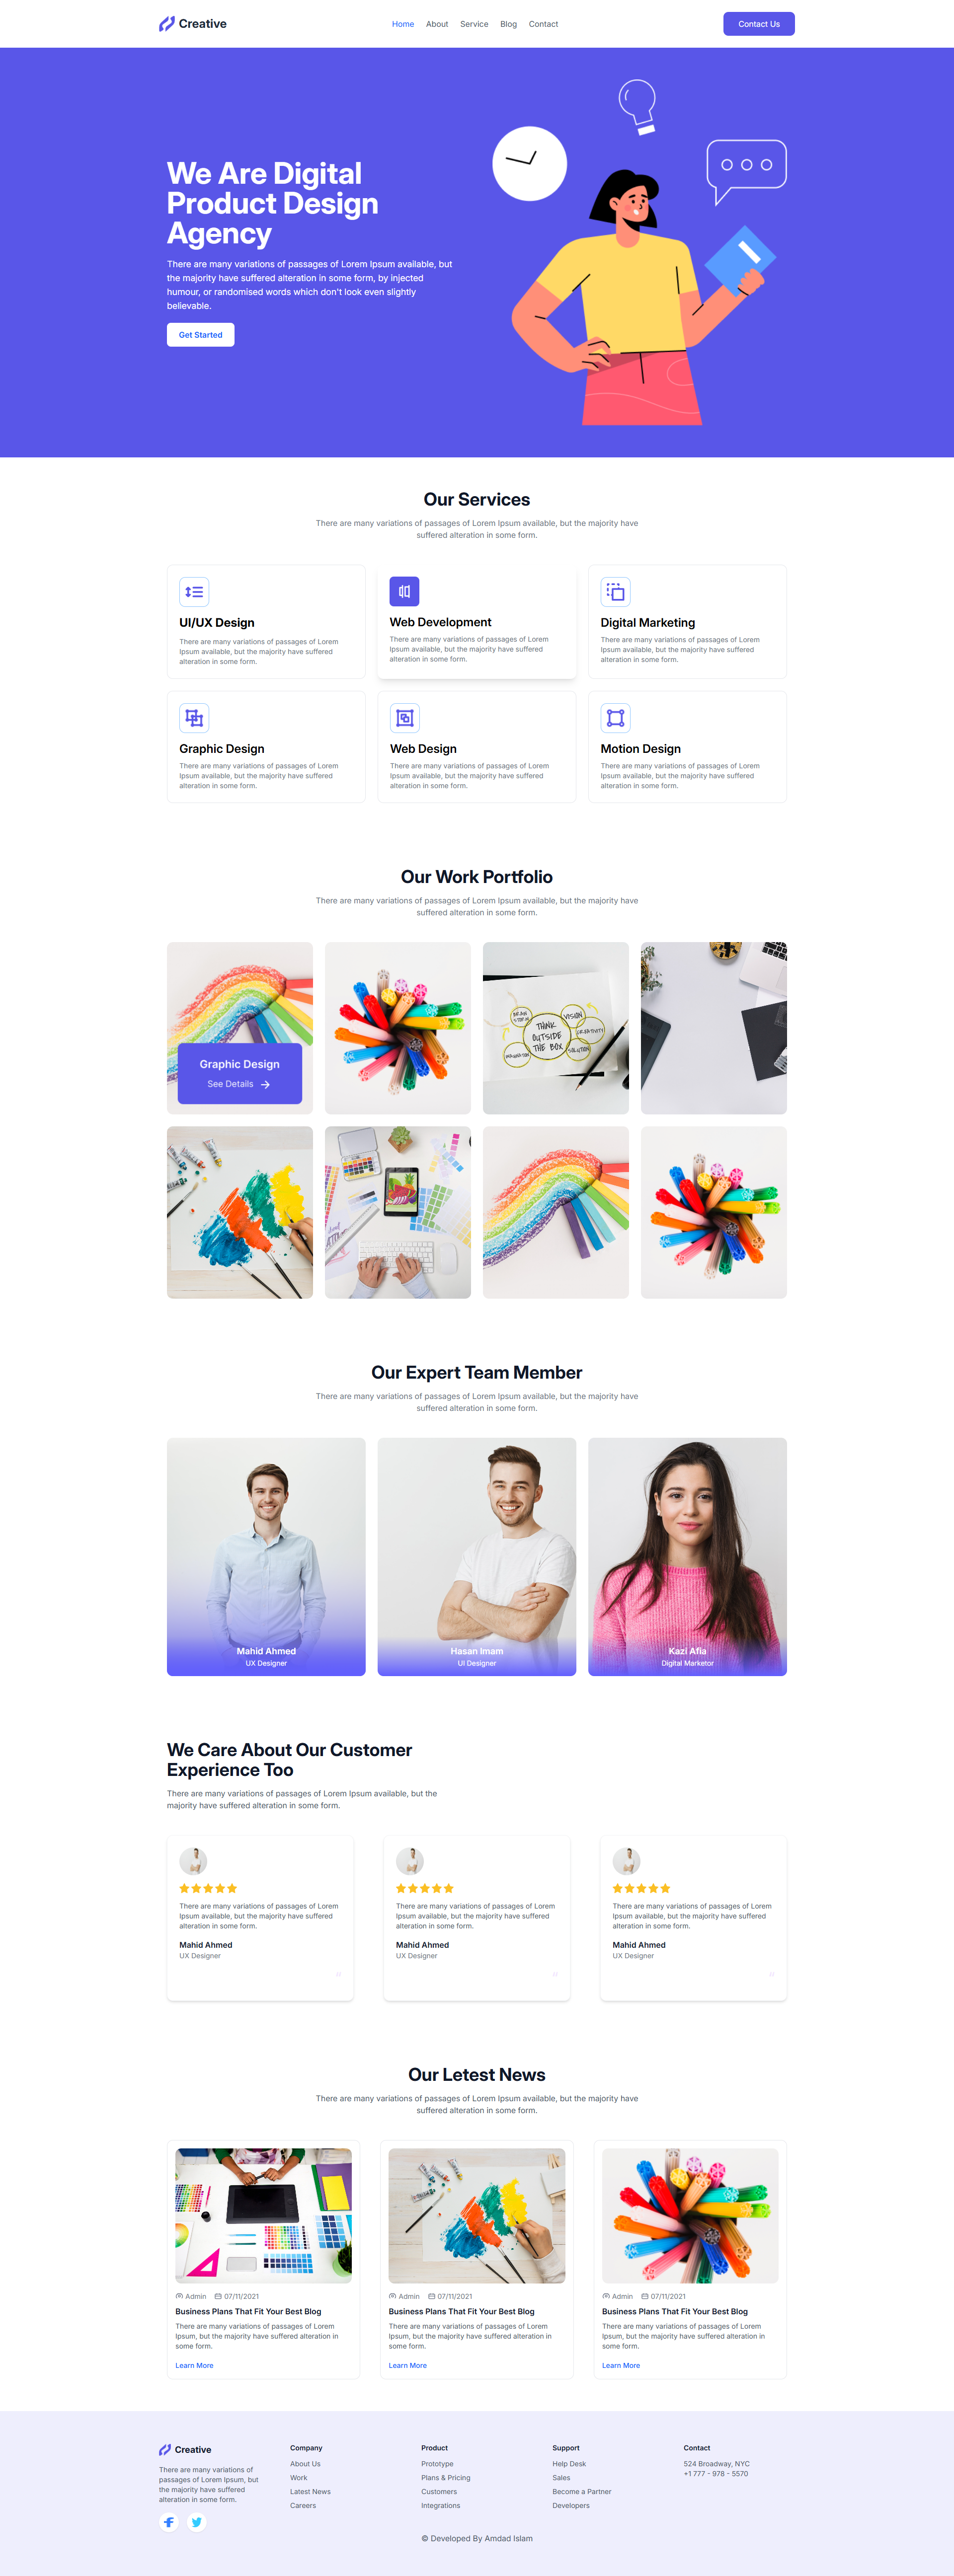 Creative
Home About Service Blog Contact
Contact Us
We Are Digital
Product Design
Agency
There are many variations of passages of Lorem Ipsum available, but
the majority have suffered alteration in some form, by injected
humour, or randomised words which don't look even slightly
believable.
Get Started
Our Services
There are many variations of passages of Lorem Ipsum available, but the majority have
suffered alteration in some form.
UI/UX Design
There are many variations of passages of Lorem
Ipsum available, but the majority have suffered
alteration in some form.
Web Development
There are many variations of passages of Lorem
Ipsum available, but the majority have suffered
alteration in some form.
Digital Marketing
There are many variations of passages of Lorem
Ipsum available, but the majority have suffered
alteration in some form.
Graphic Design
There are many variations of passages of Lorem
Ipsum available, but the majority have suffered
alteration in some form.
Web Design
There are many variations of passages of Lorem
Ipsum available, but the majority have suffered
alteration in some form.
Motion Design
There are many variations of passages of Lorem
Ipsum available, but the majority have suffered
alteration in some form.
Our Work Portfolio
There are many variations of passages of Lorem Ipsum available, but the majority have
suffered alteration in some form.
Graphic Design
See Details
VISION
THINK
OUTSIDE
THE BOX
CREATIVITY
SOLUTION
Our Expert Team Member
There are many variations of passages of Lorem Ipsum available, but the majority have
suffered alteration in some form.
Mahid Ahmed
UX Designer
Hasan Imam
UI Designer
Kazi Afia
Digital Marketor
We Care About Our Customer
Experience Too
There are many variations of passages of Lorem Ipsum available, but the
majority have suffered alteration in some form.
There are many variations of passages of Lorem
Ipsum available, but the majority have suffered
alteration in some form.
Mahid Ahmed
UX Designer
There are many variations of passages of Lorem
Ipsum available, but the majority have suffered
alteration in some form.
Mahid Ahmed
UX Designer
There are many variations of passages of Lorem
Ipsum available, but the majority have suffered
alteration in some form.
Mahid Ahmed
UX Designer
Our Letest News
There are many variations of passages of Lorem Ipsum available, but the majority have
suffered alteration in some form.
Admin 07/11/2021
Business Plans That Fit Your Best Blog
There are many variations of passages of Lorem
Ipsum, but the majority have suffered alteration in
some form.
Learn More
Admin 07/11/2021
Business Plans That Fit Your Best Blog
There are many variations of passages of Lorem
Ipsum, but the majority have suffered alteration in
some form.
Learn More
Admin 07/11/2021
Business Plans That Fit Your Best Blog
There are many variations of passages of Lorem
Ipsum, but the majority have suffered alteration in
some form.
Learn More
Creative
There are many variations of
passages of Lorem Ipsum, but
the majority have suffered
alteration in some form.
Company
About Us
Work
Latest News
Careers
Product
Prototype
Plans & Pricing
Customers
Integrations
Support
Help Desk
Sales
Become a Partner
Developers
Contact
524 Broadway, NYC
+1 777 - 978 - 5570
© Developed By Amdad Islam